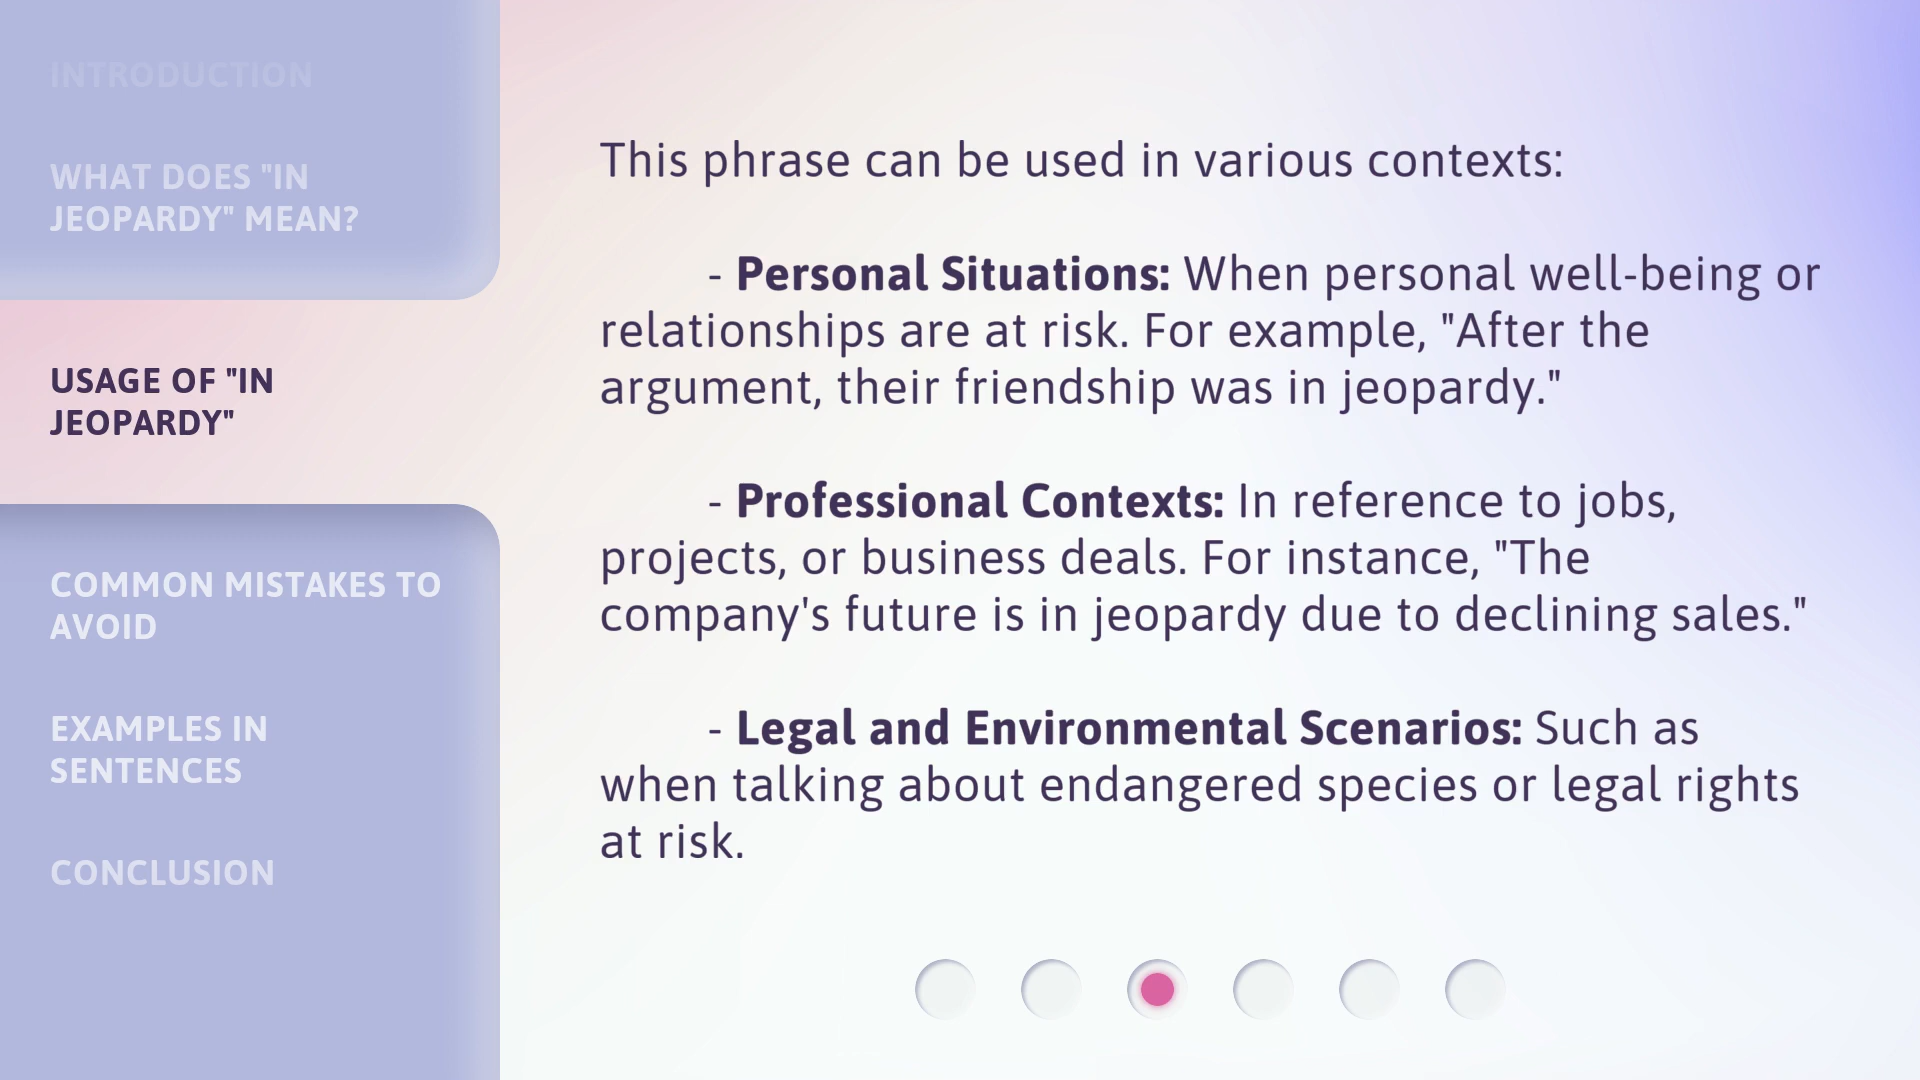 INTRODUCTION
WHAT DOES "IN
JEOPARDY" MEAN?
USAGE OF "IN
JEOPARDY"
COMMON MISTAKES TO
AVOID
EXAMPLES IN
SENTENCES
CONCLUSION
This phrase can be used in various contexts:
- Personal Situations: When personal well-being or
relationships are at risk. For example, "After the
argument, their friendship was in jeopardy."
- Professional Contexts: In reference to jobs,
projects, or business deals. For instance, "The
company's future is in jeopardy due to declining sales."
- Legal and Environmental Scenarios: Such as
when talking about endangered species or legal rights
at risk.